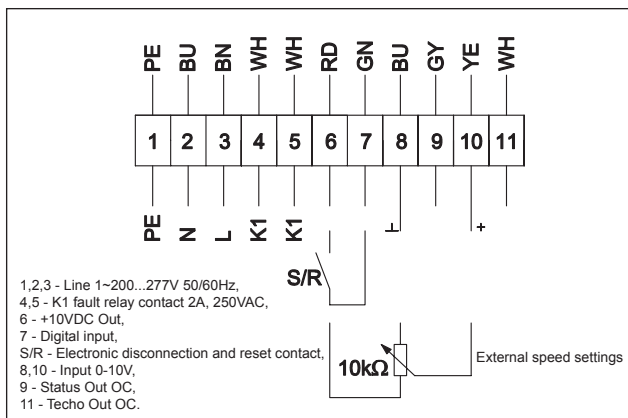 PE BU BN WH WH RD GN BU GY YE WH
1 2 3 4 5 6 7 8 9 10 11
PE N L K1 K1 ⊥ +
S/R
1,2,3 - Line 1~200...277V 50/60Hz,
4,5 - K1 fault relay contact 2A, 250VAC,
6 - +10VDC Out,
7 - Digital input,
S/R - Electronic disconnection and reset contact,
8,10 - Input 0-10V,
9 - Status Out OC,
11 - Techo Out OC.
10kΩ
External speed settings